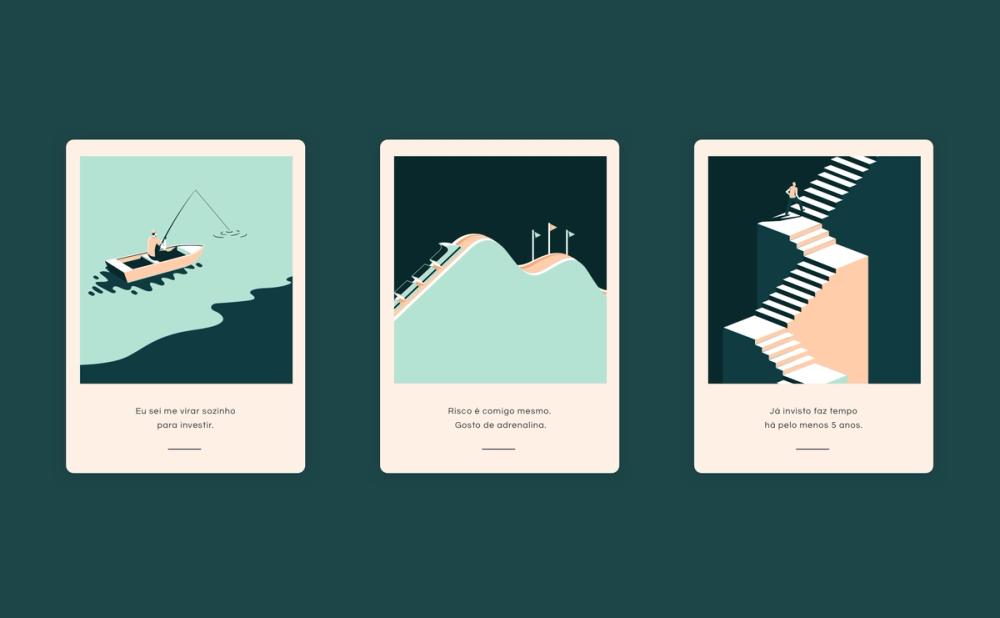 Eu sei me virar sozinho
para investir.
Risco é comigo mesmo.
Gosto de adrenalina.
Já invisto faz tempo
há pelo menos 5 anos.